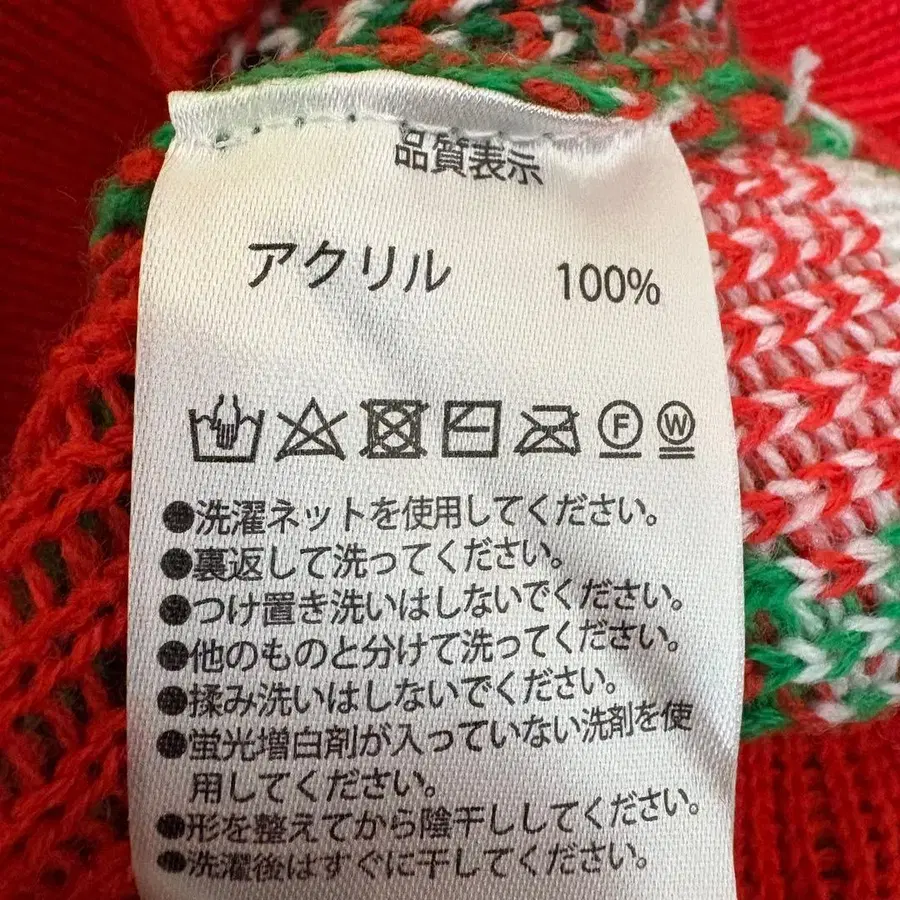 品質表示
アクリル 100%
F W
●洗濯ネットを使用してください。
●裏返して洗ってください。
●つけ置き洗いはしないでください。
●他のものと分けて洗ってください。
●揉み洗いはしないでください。
●蛍光増白剤が入っていない洗剤を使
用してください。
●形を整えてから陰干ししてください。
●洗濯後はすぐに干してください。